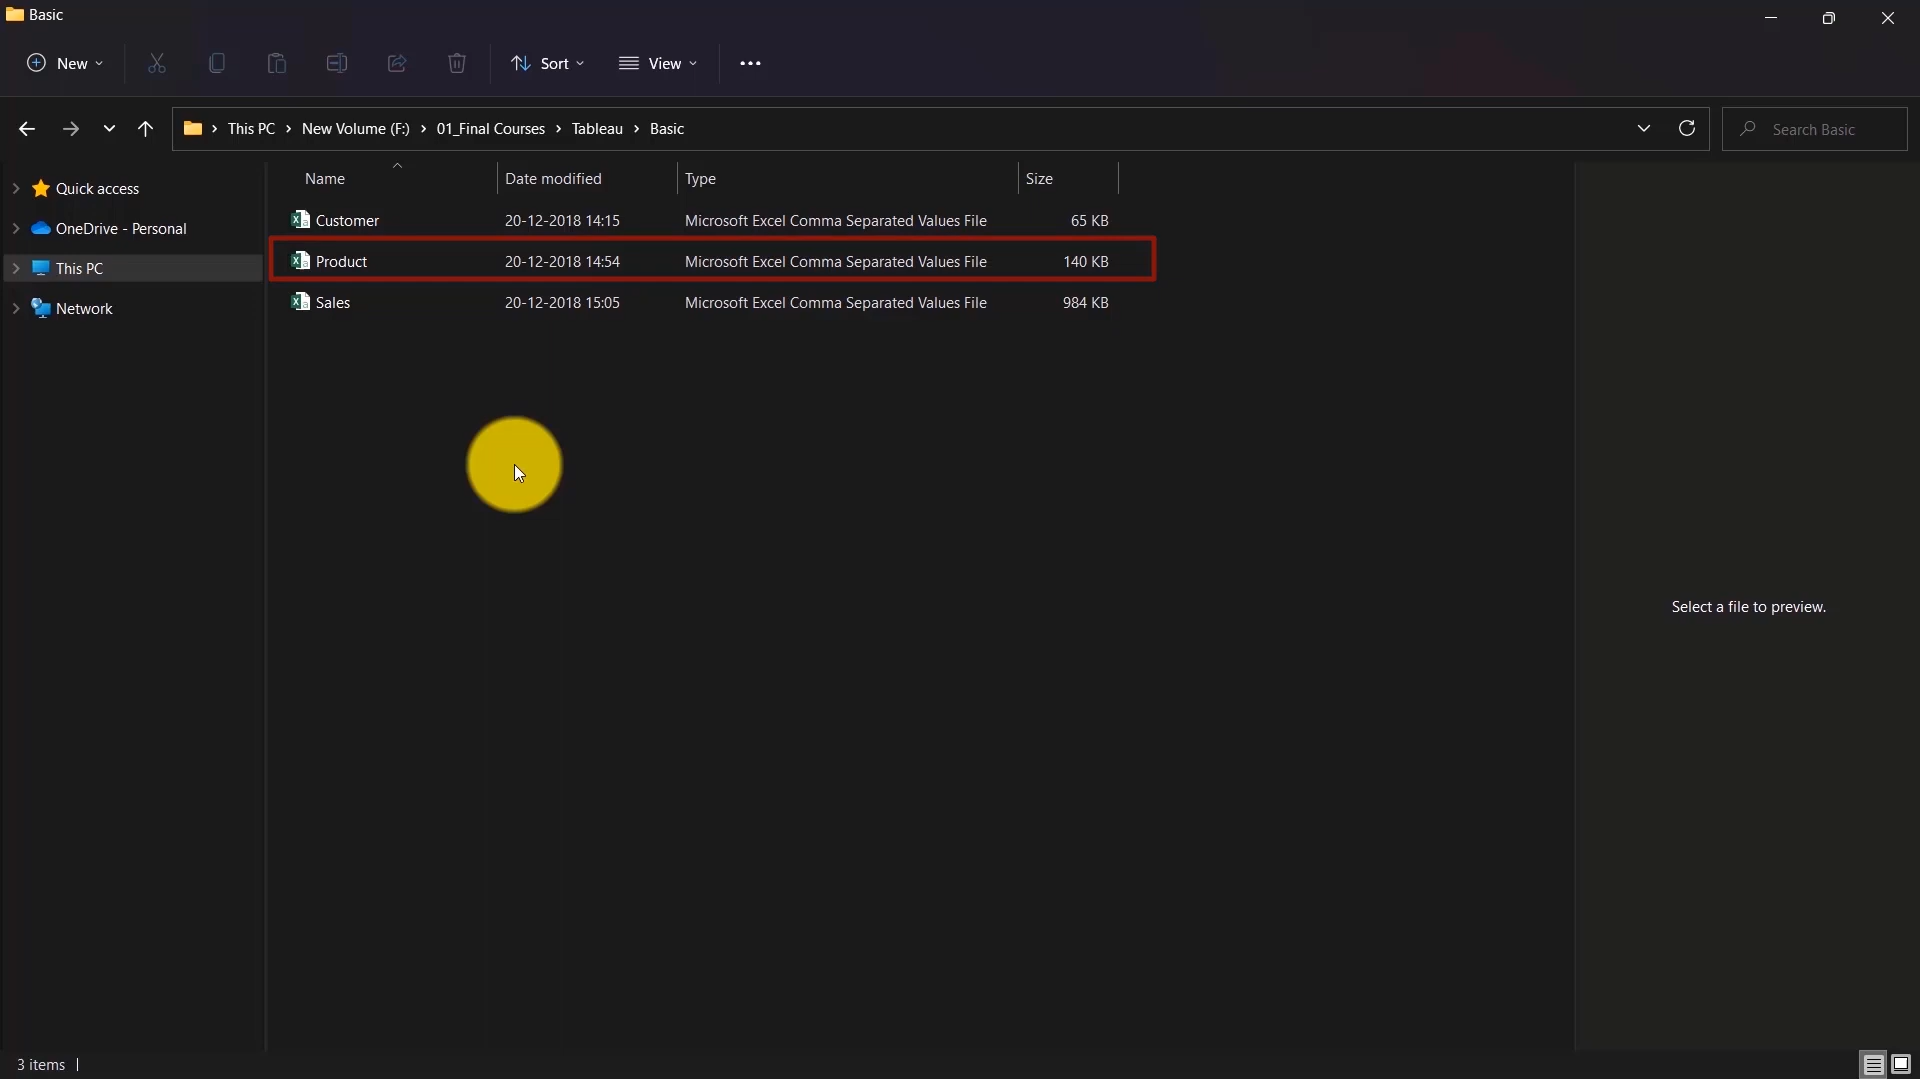 Basic
New
Sort
View
This PC > New Volume (F:) > 01_Final Courses > Tableau > Basic
Search Basic
Quick access
OneDrive - Personal
This PC
Network
Name Date modified Type Size
Customer 20-12-2018 14:15 Microsoft Excel Comma Separated Values File 65 KB
Product 20-12-2018 14:54 Microsoft Excel Comma Separated Values File 140 KB
Sales 20-12-2018 15:05 Microsoft Excel Comma Separated Values File 984 KB
Select a file to preview.
3 items